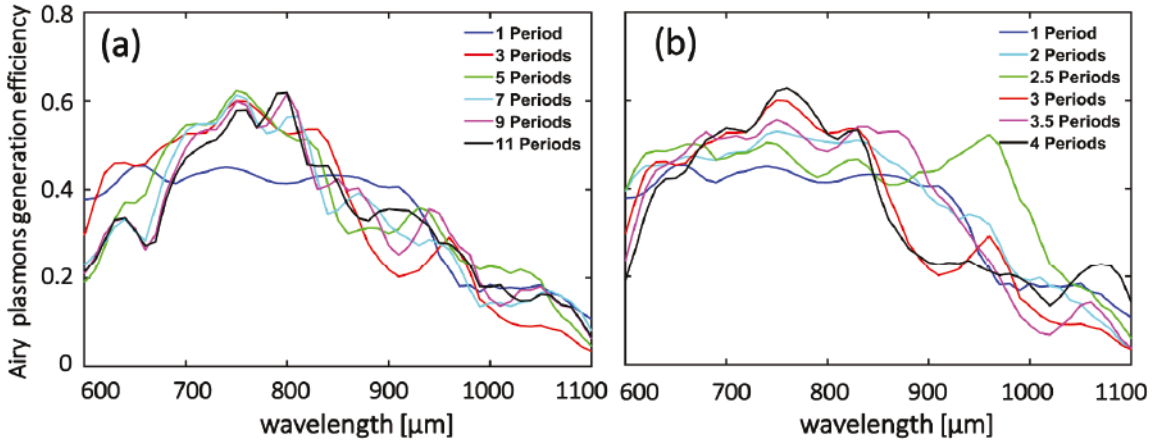 Airy plasmons generation efficiency
0.8
0.6
0.4
0.2
0
(a)
1 Period
3 Periods
5 Periods
7 Periods
9 Periods
11 Periods
600 700 800 900 1000 1100
wavelength [μm]
(b)
1 Period
2 Periods
2.5 Periods
3 Periods
3.5 Periods
4 Periods
600 700 800 900 1000 1100
wavelength [μm]